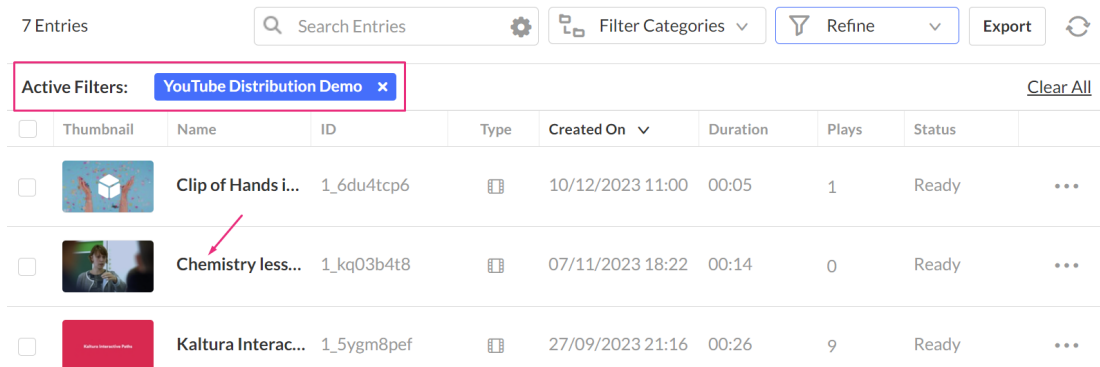 7 Entries Search Entries Filter Categories Refine Export
Active Filters: YouTube Distribution Demo × Clear All
Thumbnail Name ID Type Created On Duration Plays Status
Clip of Hands i... 1_6du4tcp6 10/12/2023 11:00 00:05 1 Ready
Chemistry less... 1_kq03b4t8 07/11/2023 18:22 00:14 0 Ready
Kaltura Interactive Paths Kaltura Interac... 1_5ygm8pef 27/09/2023 21:16 00:26 9 Ready